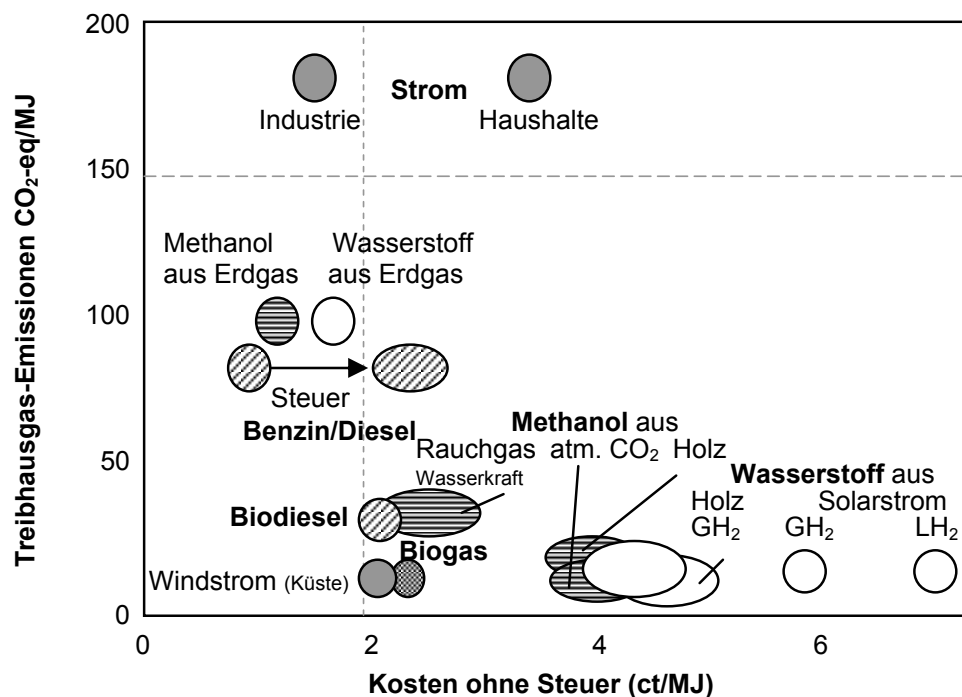 Treibhausgas-Emissionen CO₂-eq/MJ
200
Strom
Industrie
Haushalte
150
Methanol
aus Erdgas
Wasserstoff
aus Erdgas
100
Steuer
Benzin/Diesel
Methanol aus
Rauchgas atm. CO₂ Holz
50
Wasserkraft
Wasserstoff aus
Holz
Solarstrom
GH₂
GH₂
LH₂
Biodiesel
Biogas
Windstrom (Küste)
0
0
2
4
6
Kosten ohne Steuer (ct/MJ)